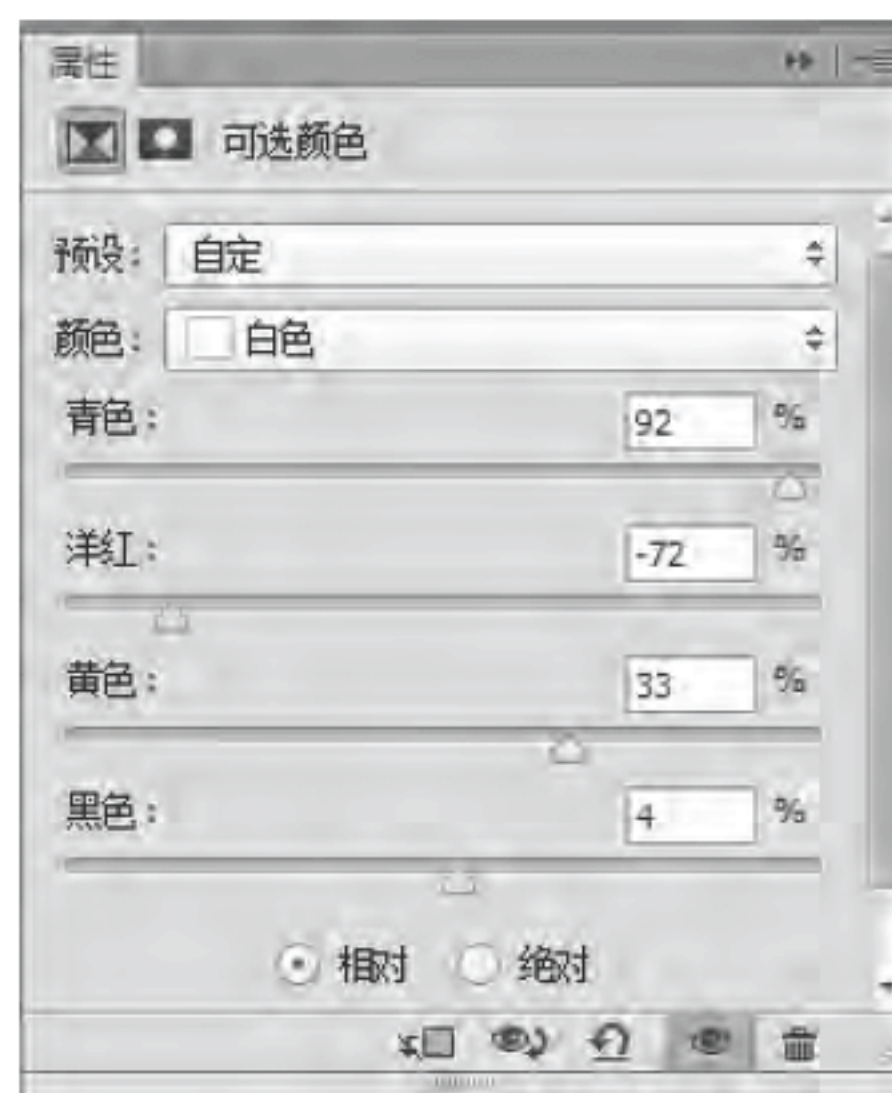 属性
可选颜色
预设： 自定
颜色： 白色
青色： 92 %
洋红： -72 %
黄色： 33 %
黑色： 4 %
相对 绝对